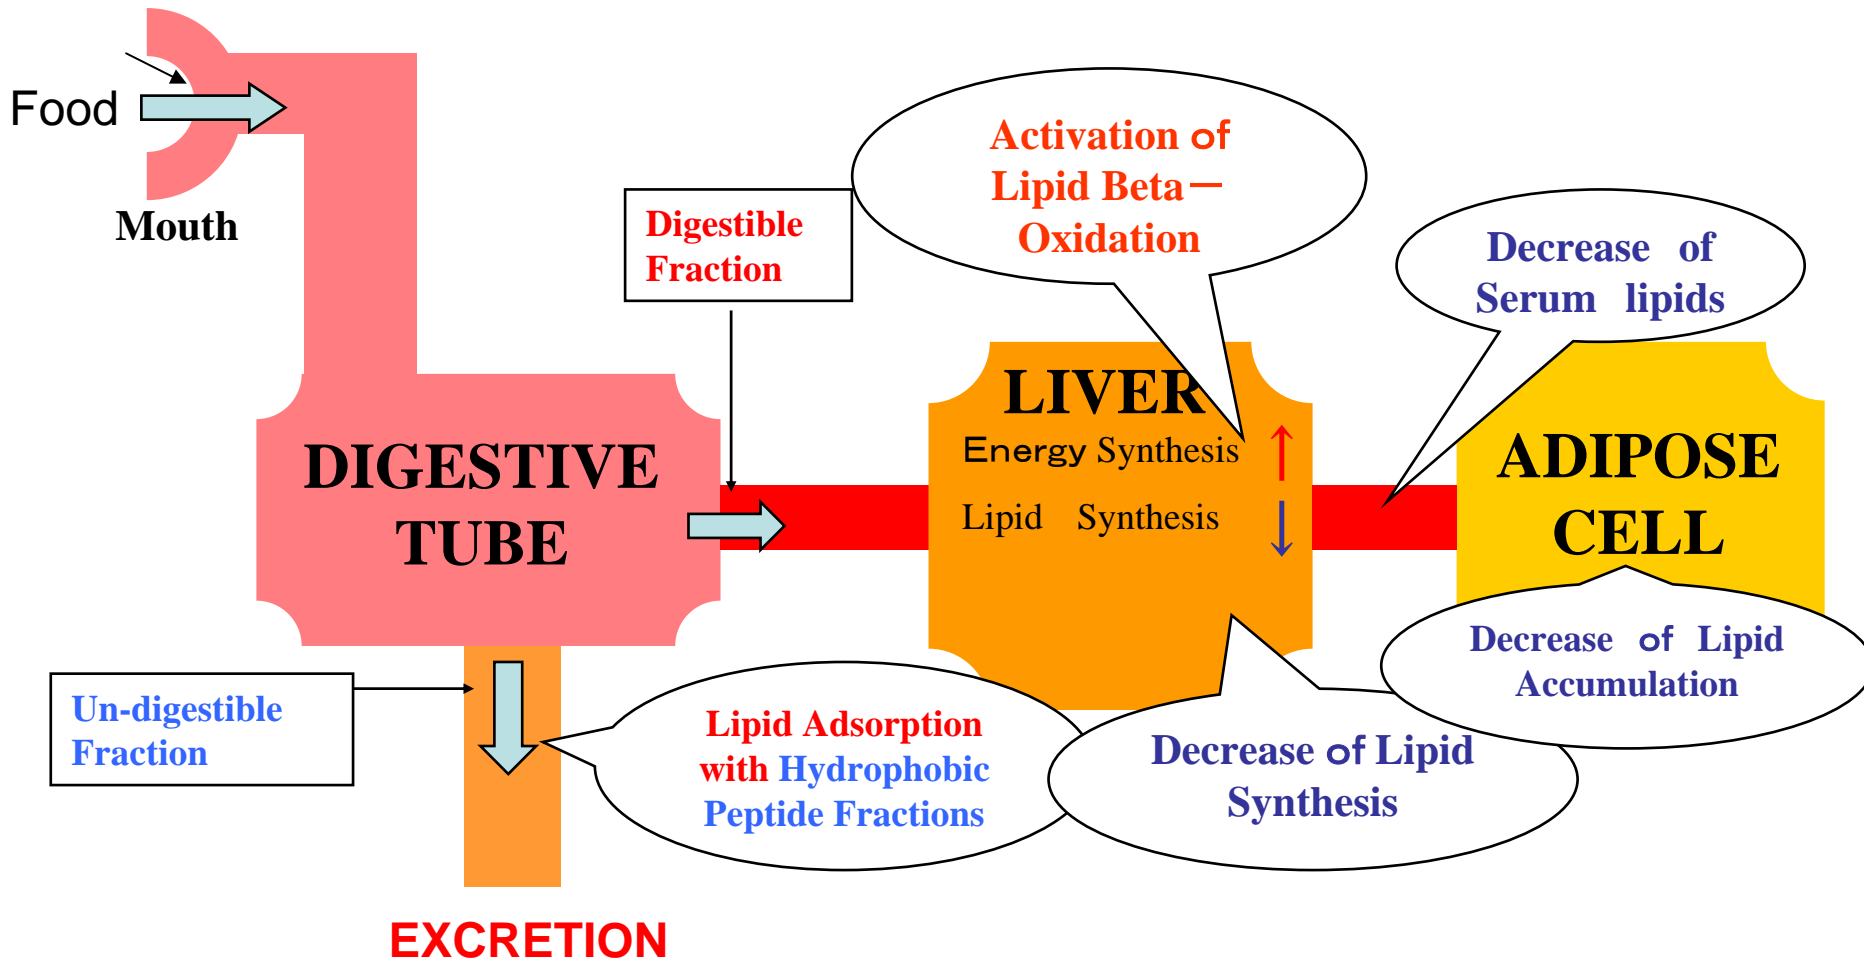 Food
Mouth
Digestible
Fraction
Activation of
Lipid Beta－
Oxidation
Decrease of
Serum lipids
DIGESTIVE
TUBE
LIVER
Energy Synthesis ↑
Lipid Synthesis ↓
ADIPOSE
CELL
Un-digestible
Fraction
Lipid Adsorption
with Hydrophobic
Peptide Fractions
Decrease of Lipid
Synthesis
Decrease of Lipid
Accumulation
EXCRETION